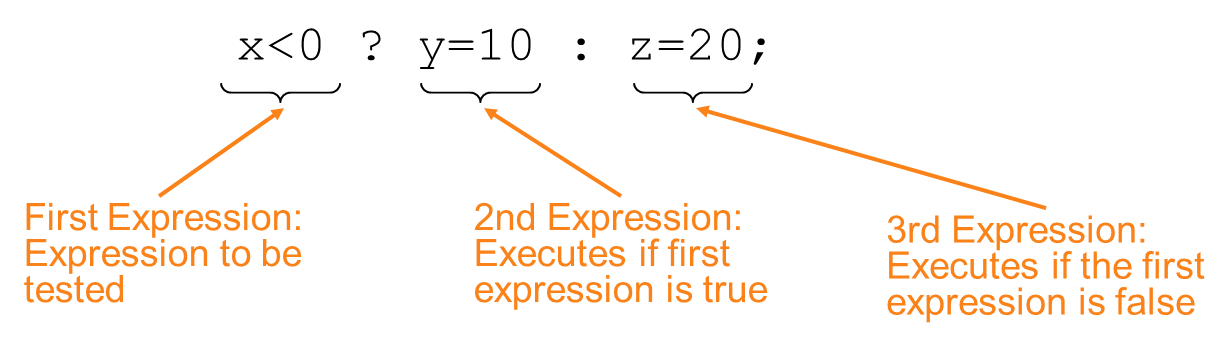 x<0 ? y=10 : z=20;
First Expression:
Expression to be
tested
2nd Expression:
Executes if first
expression is true
3rd Expression:
Executes if the first
expression is false